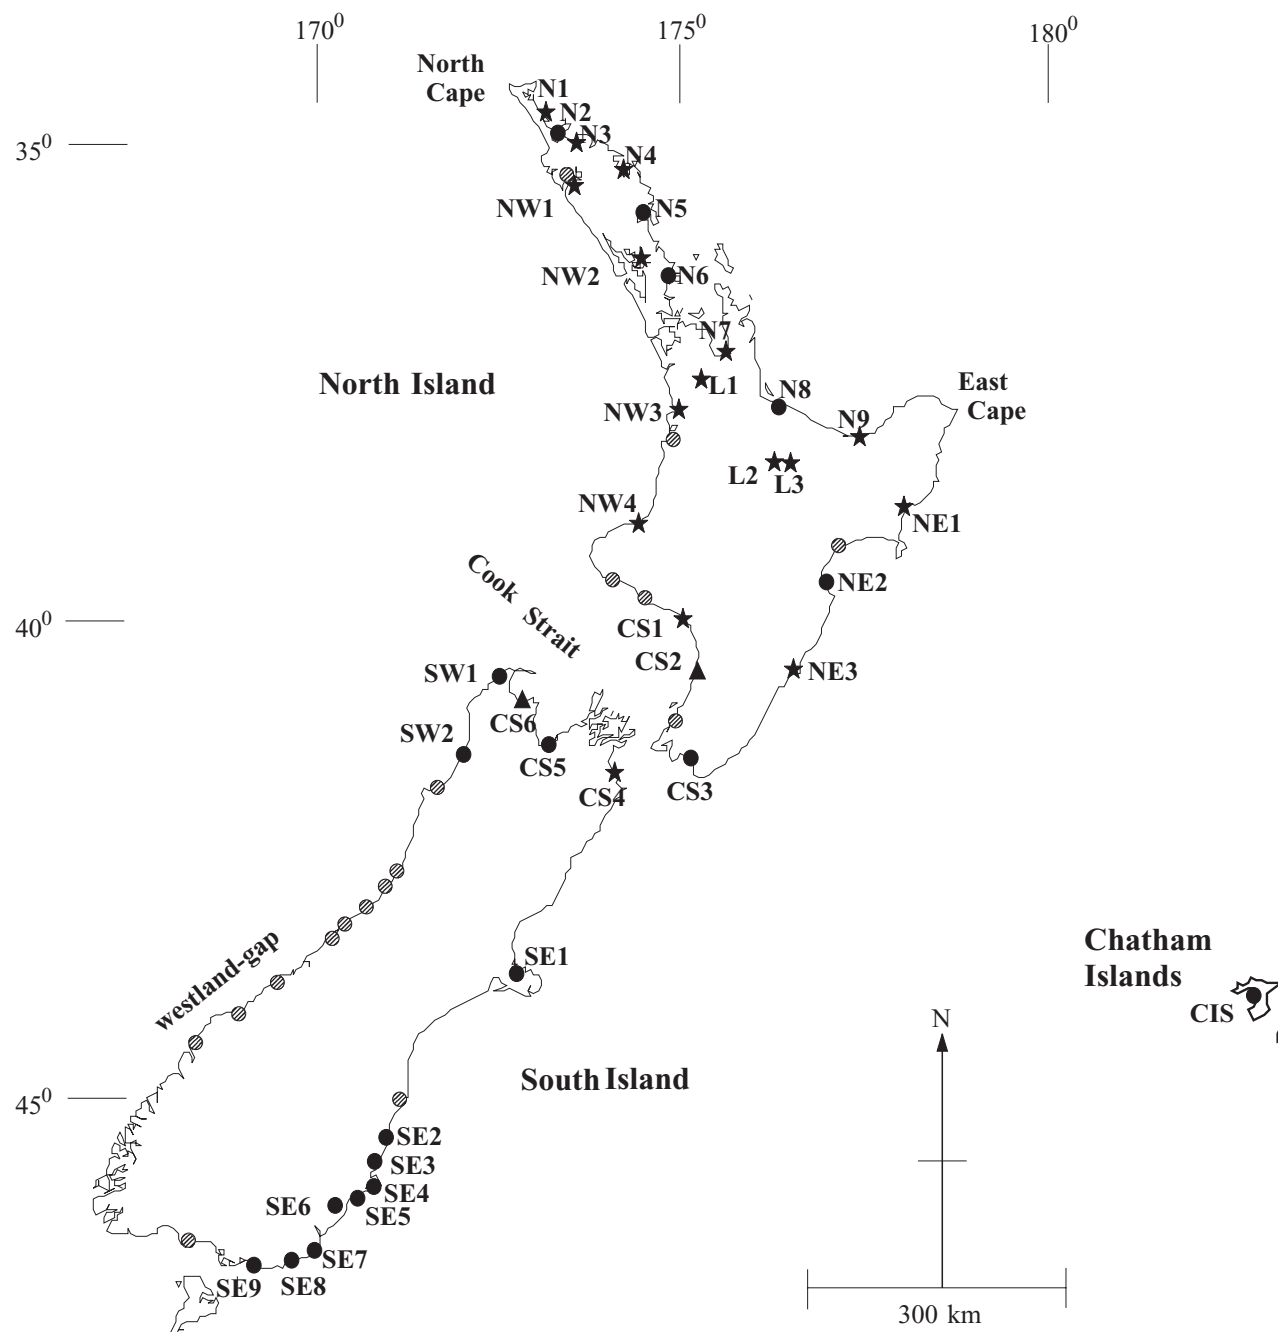 170⁰
175⁰
180⁰
North
Cape
N1
N2
N3
35⁰
N4
NW1
N5
NW2
N6
N7
North Island
L1
N8
East
Cape
NW3
N9
L2
L3
NW4
NE1
Cook Strait
NE2
40⁰
CS1
CS2
SW1
NE3
CS6
SW2
CS5
CS3
CS4
westland-gap
SE1
Chatham
Islands
CIS
N
South Island
45⁰
SE2
SE3
SE4
SE6
SE5
SE7
SE9
SE8
300 km